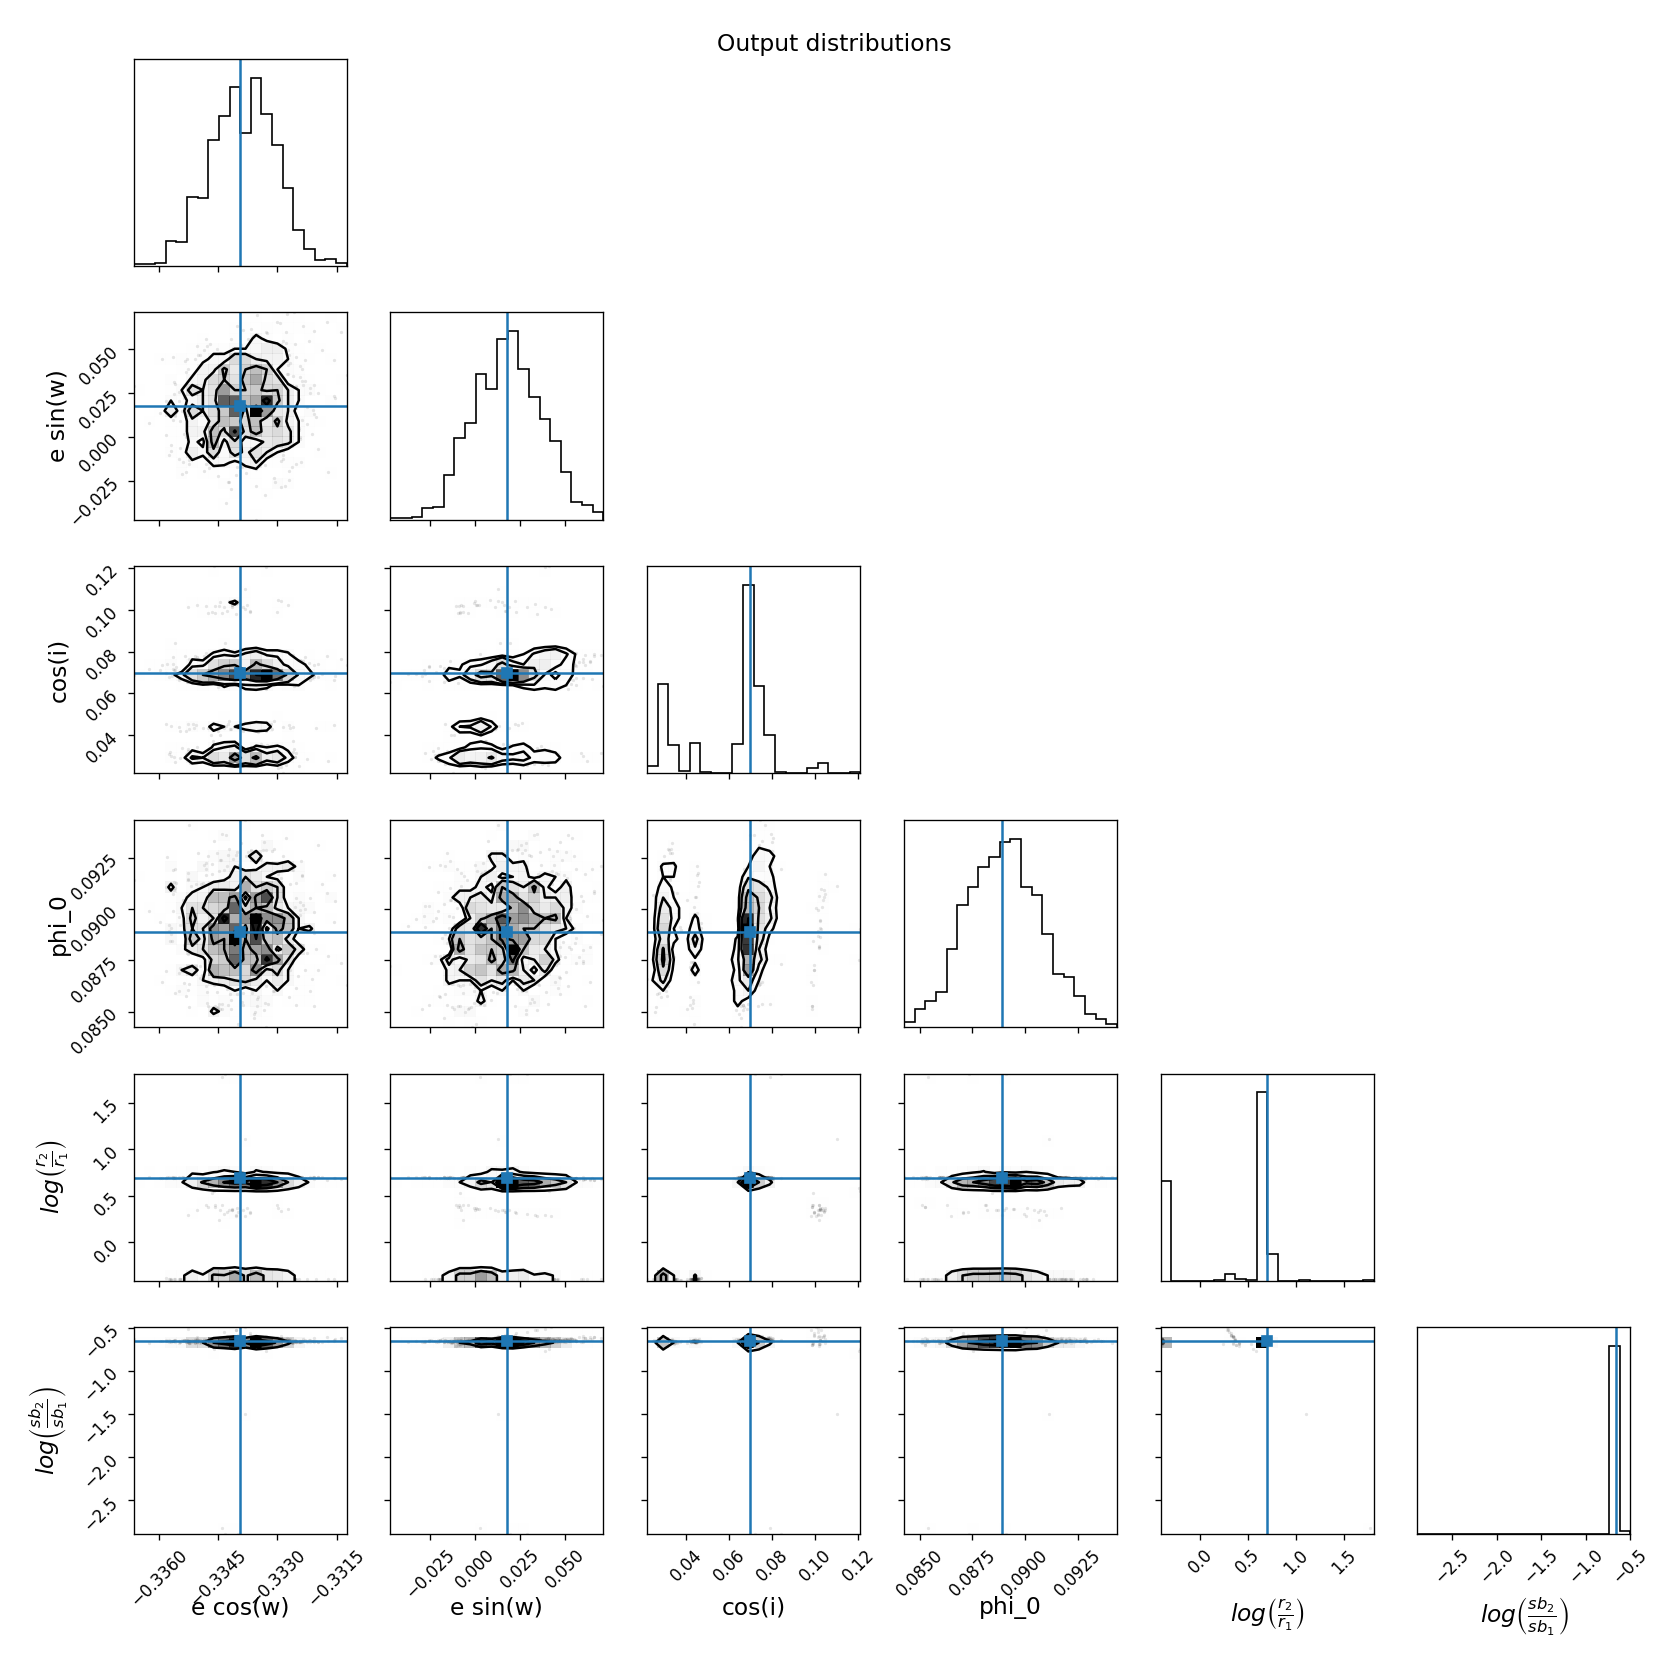 Output distributions
e sin(w)
0.050
0.025
0.000
−0.025
cos(i)
0.12
0.10
0.08
0.06
0.04
phi_0
0.0925
0.0900
0.0875
0.0850
log(r2/r1)
1.5
1.0
0.5
0.0
log(sb2/sb1)
−0.5
−1.0
−1.5
−2.0
−2.5
−0.3360 −0.3345 −0.3330 −0.3315
e cos(w)
−0.025 0.000 0.025 0.050
e sin(w)
0.04 0.06 0.08 0.10 0.12
cos(i)
0.0850 0.0875 0.0900 0.0925
phi_0
0.0 0.5 1.0 1.5
log(r2/r1)
−2.5 −2.0 −1.5 −1.0 −0.5
log(sb2/sb1)